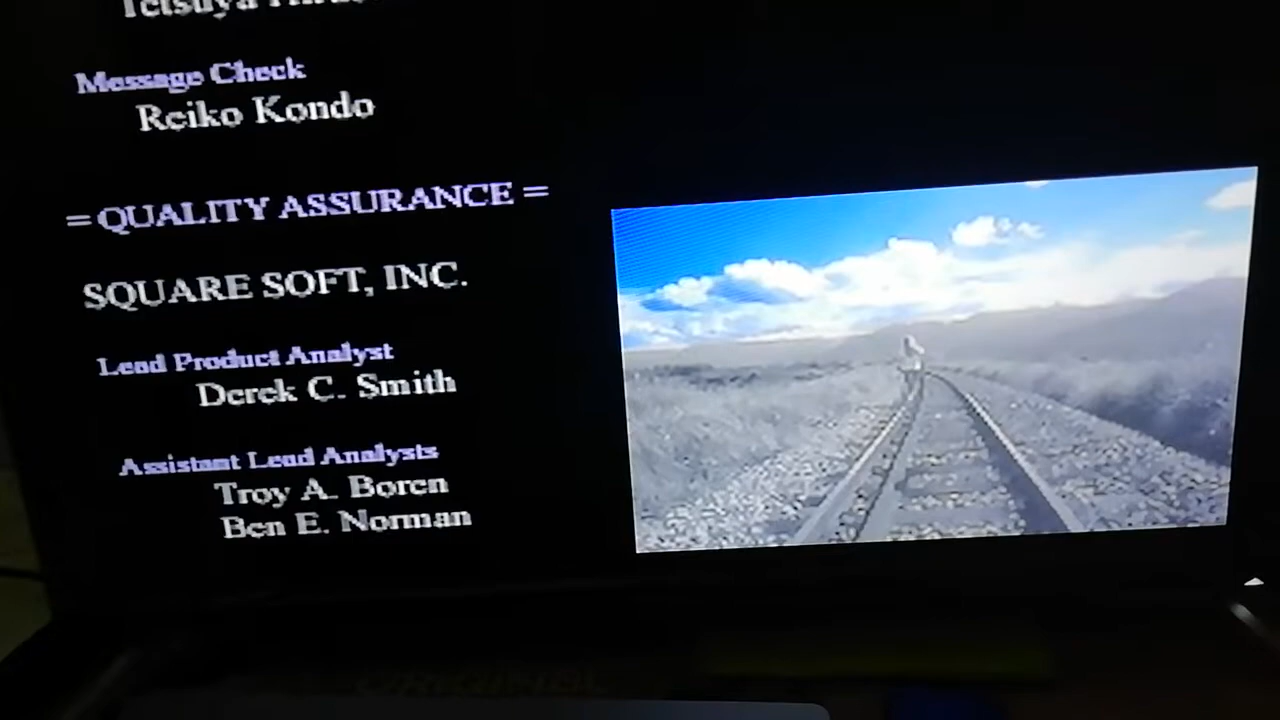 Tetsuya
Message Check
Reiko Kondo
= QUALITY ASSURANCE =
SQUARE SOFT, INC.
Lead Product Analyst
Derek C. Smith
Assistant Lead Analysts
Troy A. Boren
Ben E. Norman